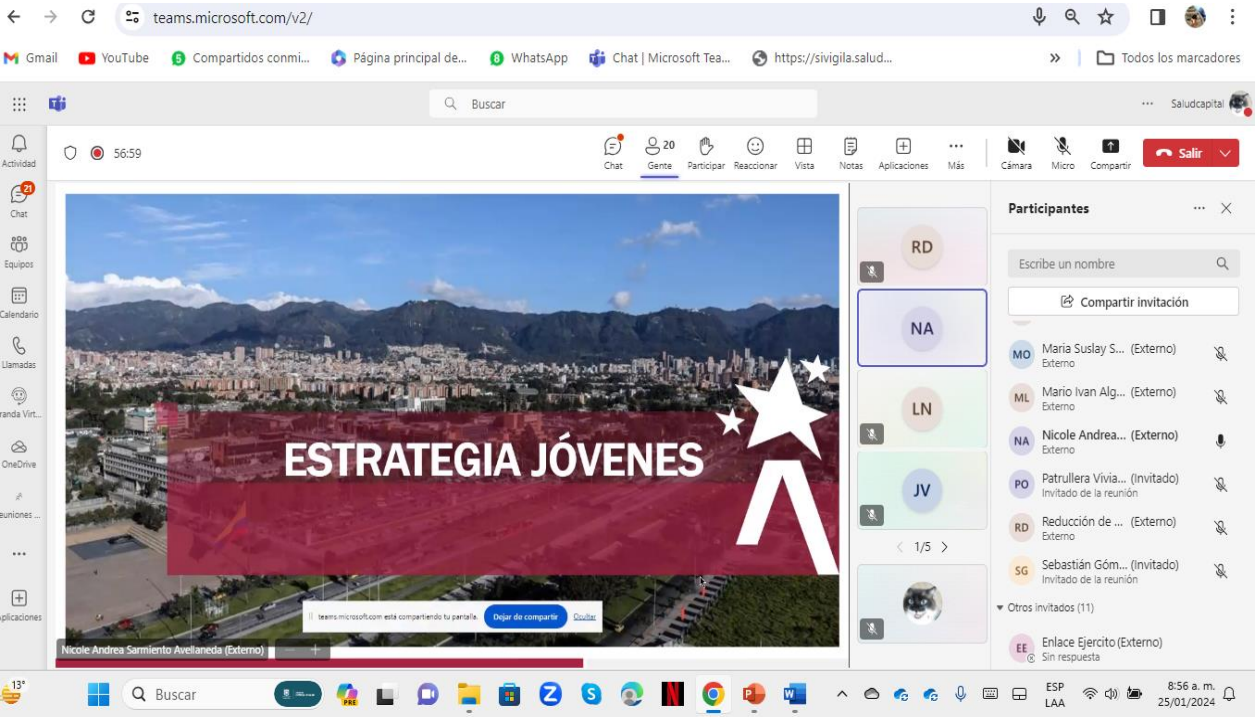 teams.microsoft.com/v2/
Gmail
YouTube
Compartidos conmi...
Página principal de...
WhatsApp
Chat | Microsoft Tea...
https://sivigila.salud...
»
Todos los marcadores
Buscar
Saludcapital
56:59
Chat
20
Gente
Participar
Reaccionar
Vista
Notas
Aplicaciones
Más
Cámara
Micro
Compartir
Salir
Actividad
21
Chat
Equipos
Calendario
Llamadas
randa Virt...
OneDrive
euniones ...
plicaciones
ESTRATEGIA JÓVENES
teams.microsoft.com está compartiendo tu pantalla.
Dejar de compartir
Ocultar
Nicole Andrea Sarmiento Avellaneda (Externo)
RD
NA
LN
JV
1/5
Participantes
Escribe un nombre
Compartir invitación
MO Maria Suslay S... (Externo)
Externo
ML Mario Ivan Alg... (Externo)
Externo
NA Nicole Andrea... (Externo)
Externo
PO Patrullera Vivia... (Invitado)
Invitado de la reunión
RD Reducción de ... (Externo)
Externo
SG Sebastián Góm... (Invitado)
Invitado de la reunión
Otros invitados (11)
EE Enlace Ejercito (Externo)
Sin respuesta
13°
Buscar
PRE
ESP
LAA
8:56 a. m.
25/01/2024